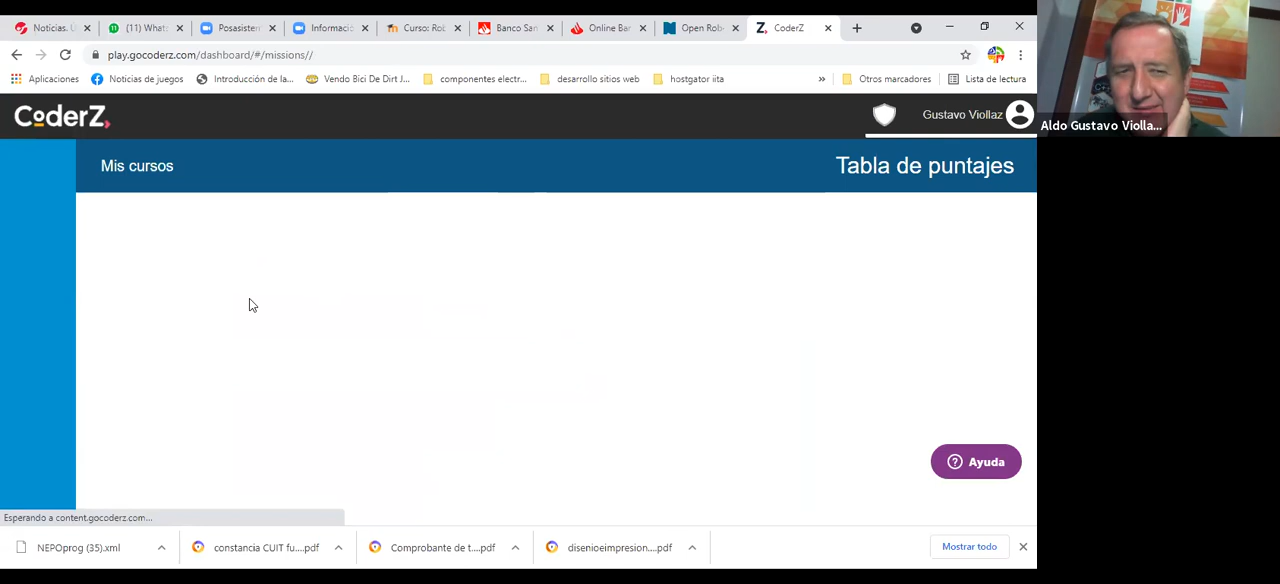 Noticias. U
(11) Whats
Posasistent
Informació
Curso: Rob
Banco San
Online Ban
Open Robe
CoderZ
play.gocoderz.com/dashboard/#/missions//
Aplicaciones
Noticias de juegos
Introducción de la...
Vendo Bici De Dirt J...
componentes electr...
desarrollo sitios web
hostgator iita
»
Otros marcadores
Lista de lectura
CoderZ
Gustavo Viollaz
Aldo Gustavo Violla...
Mis cursos
Tabla de puntajes
Ayuda
Esperando a content.gocoderz.com...
NEPOprog (35).xml
constancia CUIT fu....pdf
Comprobante de t....pdf
disenioeimpresion....pdf
Mostrar todo